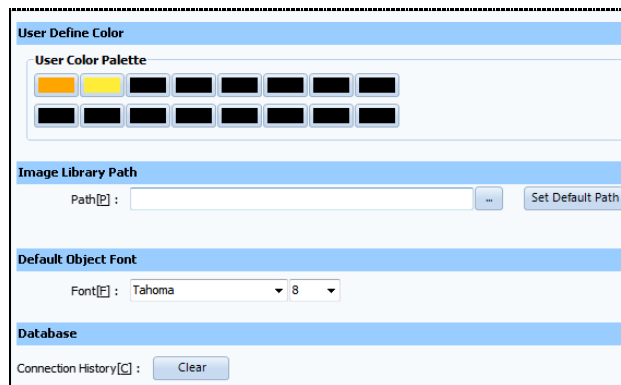 User Define Color
User Color Palette
Image Library Path
Path[P] : ... Set Default Path
Default Object Font
Font[F] : Tahoma 8
Database
Connection History[C] : Clear